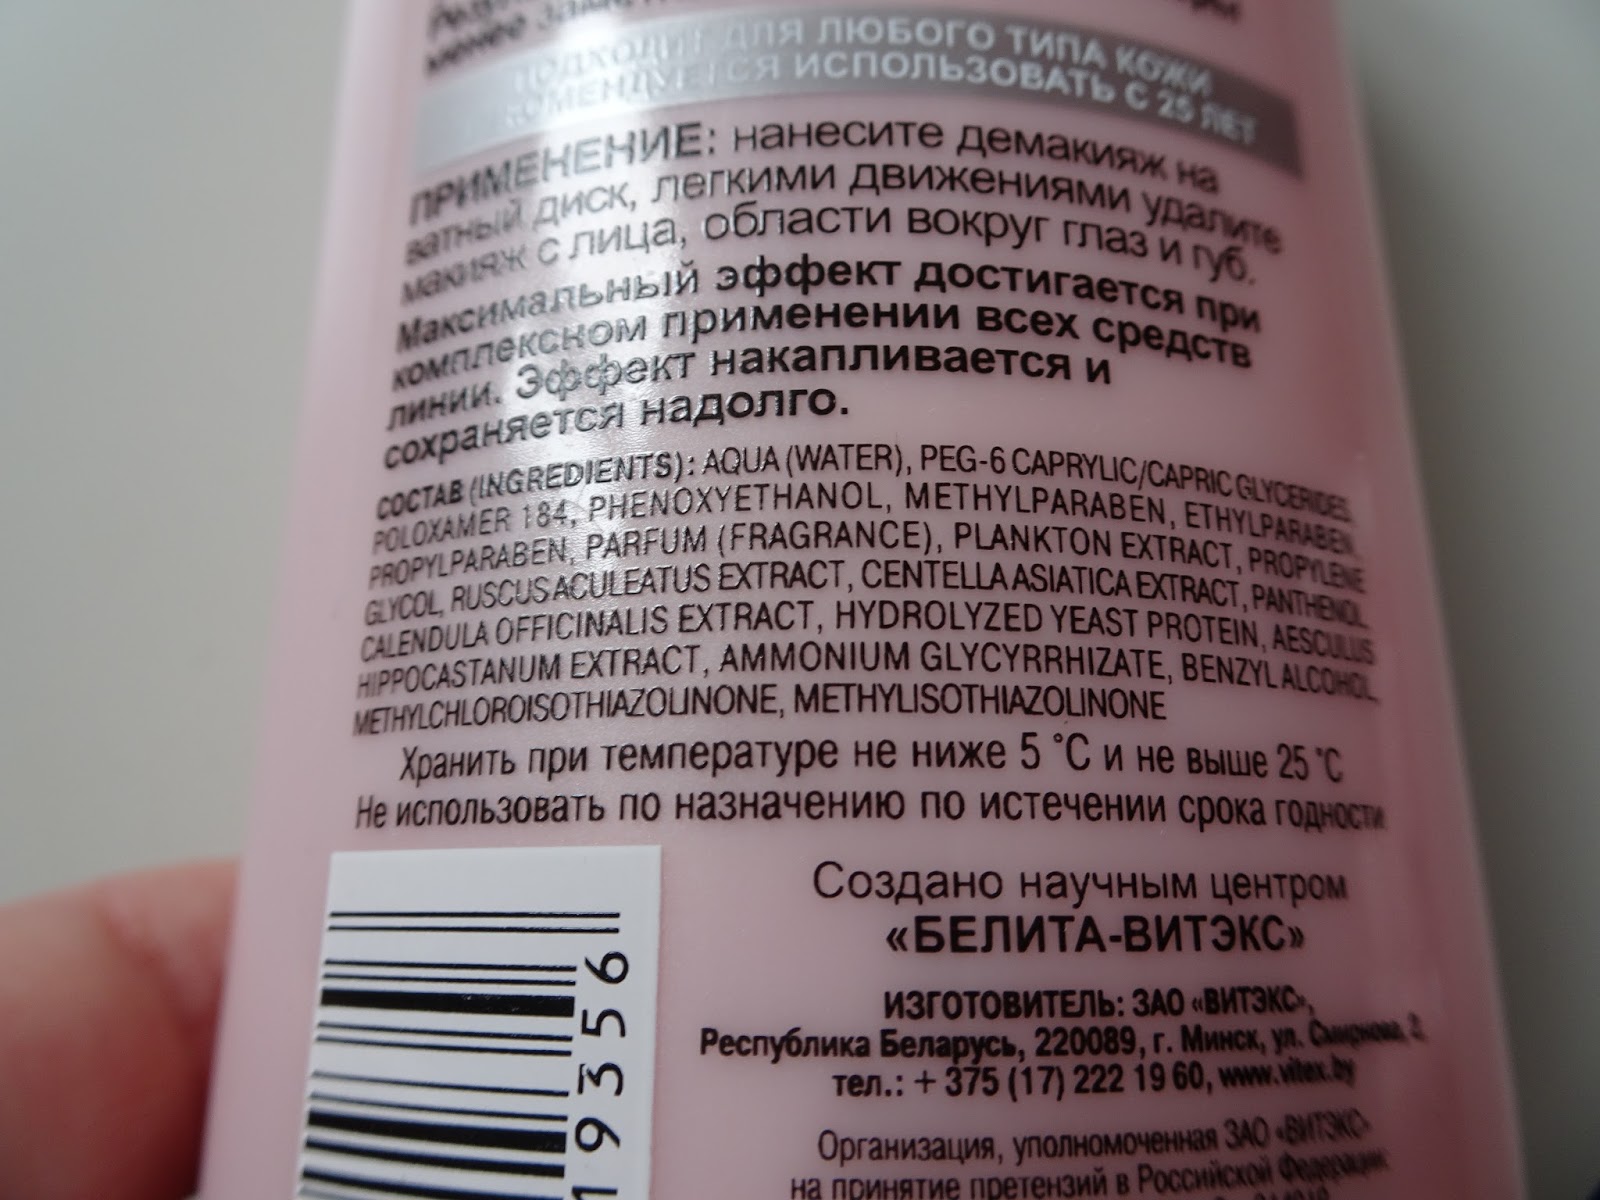 менее
ПОДХОДИТ ДЛЯ ЛЮБОГО ТИПА КОЖИ
ИСПОЛЬЗОВАТЬ С 25 ЛЕТ
ПРИМЕНЕНИЕ: нанесите демакияж на
ватный диск, легкими движениями удалите
макияж с лица, области вокруг глаз и губ.
Максимальный эффект достигается при
комплексном применении всех средств
линии. Эффект накапливается и
сохраняется надолго.
СОСТАВ (INGREDIENTS): AQUA (WATER), PEG-6 CAPRYLIC/CAPRIC GLYCERIDES,
POLOXAMER 184, PHENOXYETHANOL, METHYLPARABEN, ETHYLPARABEN,
PROPYLPARABEN, PARFUM (FRAGRANCE), PLANKTON EXTRACT, PROPYLENE
GLYCOL, RUSCUS ACULEATUS EXTRACT, CENTELLA ASIATICA EXTRACT, PANTHENOL,
CALENDULA OFFICINALIS EXTRACT, HYDROLYZED YEAST PROTEIN, AESCULUS
HIPPOCASTANUM EXTRACT, AMMONIUM GLYCYRRHIZATE, BENZYL ALCOHOL,
METHYLCHLOROISOTHIAZOLINONE, METHYLISOTHIAZOLINONE
Хранить при температуре не ниже 5 °C и не выше 25 °C
Не использовать по назначению по истечении срока годности
Создано научным центром
«БЕЛИТА-ВИТЭКС»
ИЗГОТОВИТЕЛЬ: ЗАО «ВИТЭКС»,
Республика Беларусь, 220089, г. Минск, ул. Смирнова, 2,
тел.: + 375 (17) 222 19 60, www.vitex.by
Организация, уполномоченная ЗАО «ВИТЭКС»
на принятие претензий в Российской Федерации:
19356